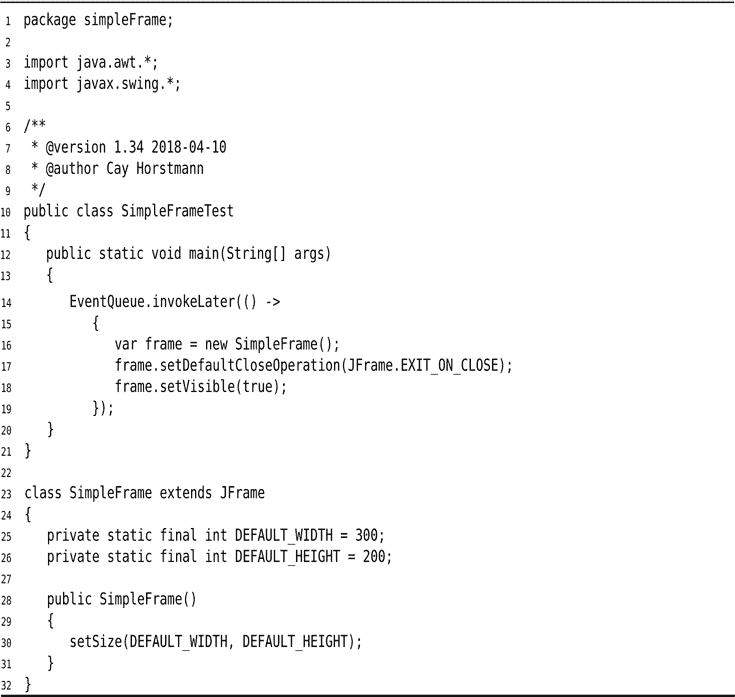 1 package simpleFrame;
2
3 import java.awt.*;
4 import javax.swing.*;
5
6 /**
7  * @version 1.34 2018-04-10
8  * @author Cay Horstmann
9  */
10 public class SimpleFrameTest
11 {
12    public static void main(String[] args)
13    {
14       EventQueue.invokeLater(() ->
15          {
16             var frame = new SimpleFrame();
17             frame.setDefaultCloseOperation(JFrame.EXIT_ON_CLOSE);
18             frame.setVisible(true);
19          });
20    }
21 }
22
23 class SimpleFrame extends JFrame
24 {
25    private static final int DEFAULT_WIDTH = 300;
26    private static final int DEFAULT_HEIGHT = 200;
27
28    public SimpleFrame()
29    {
30       setSize(DEFAULT_WIDTH, DEFAULT_HEIGHT);
31    }
32 }